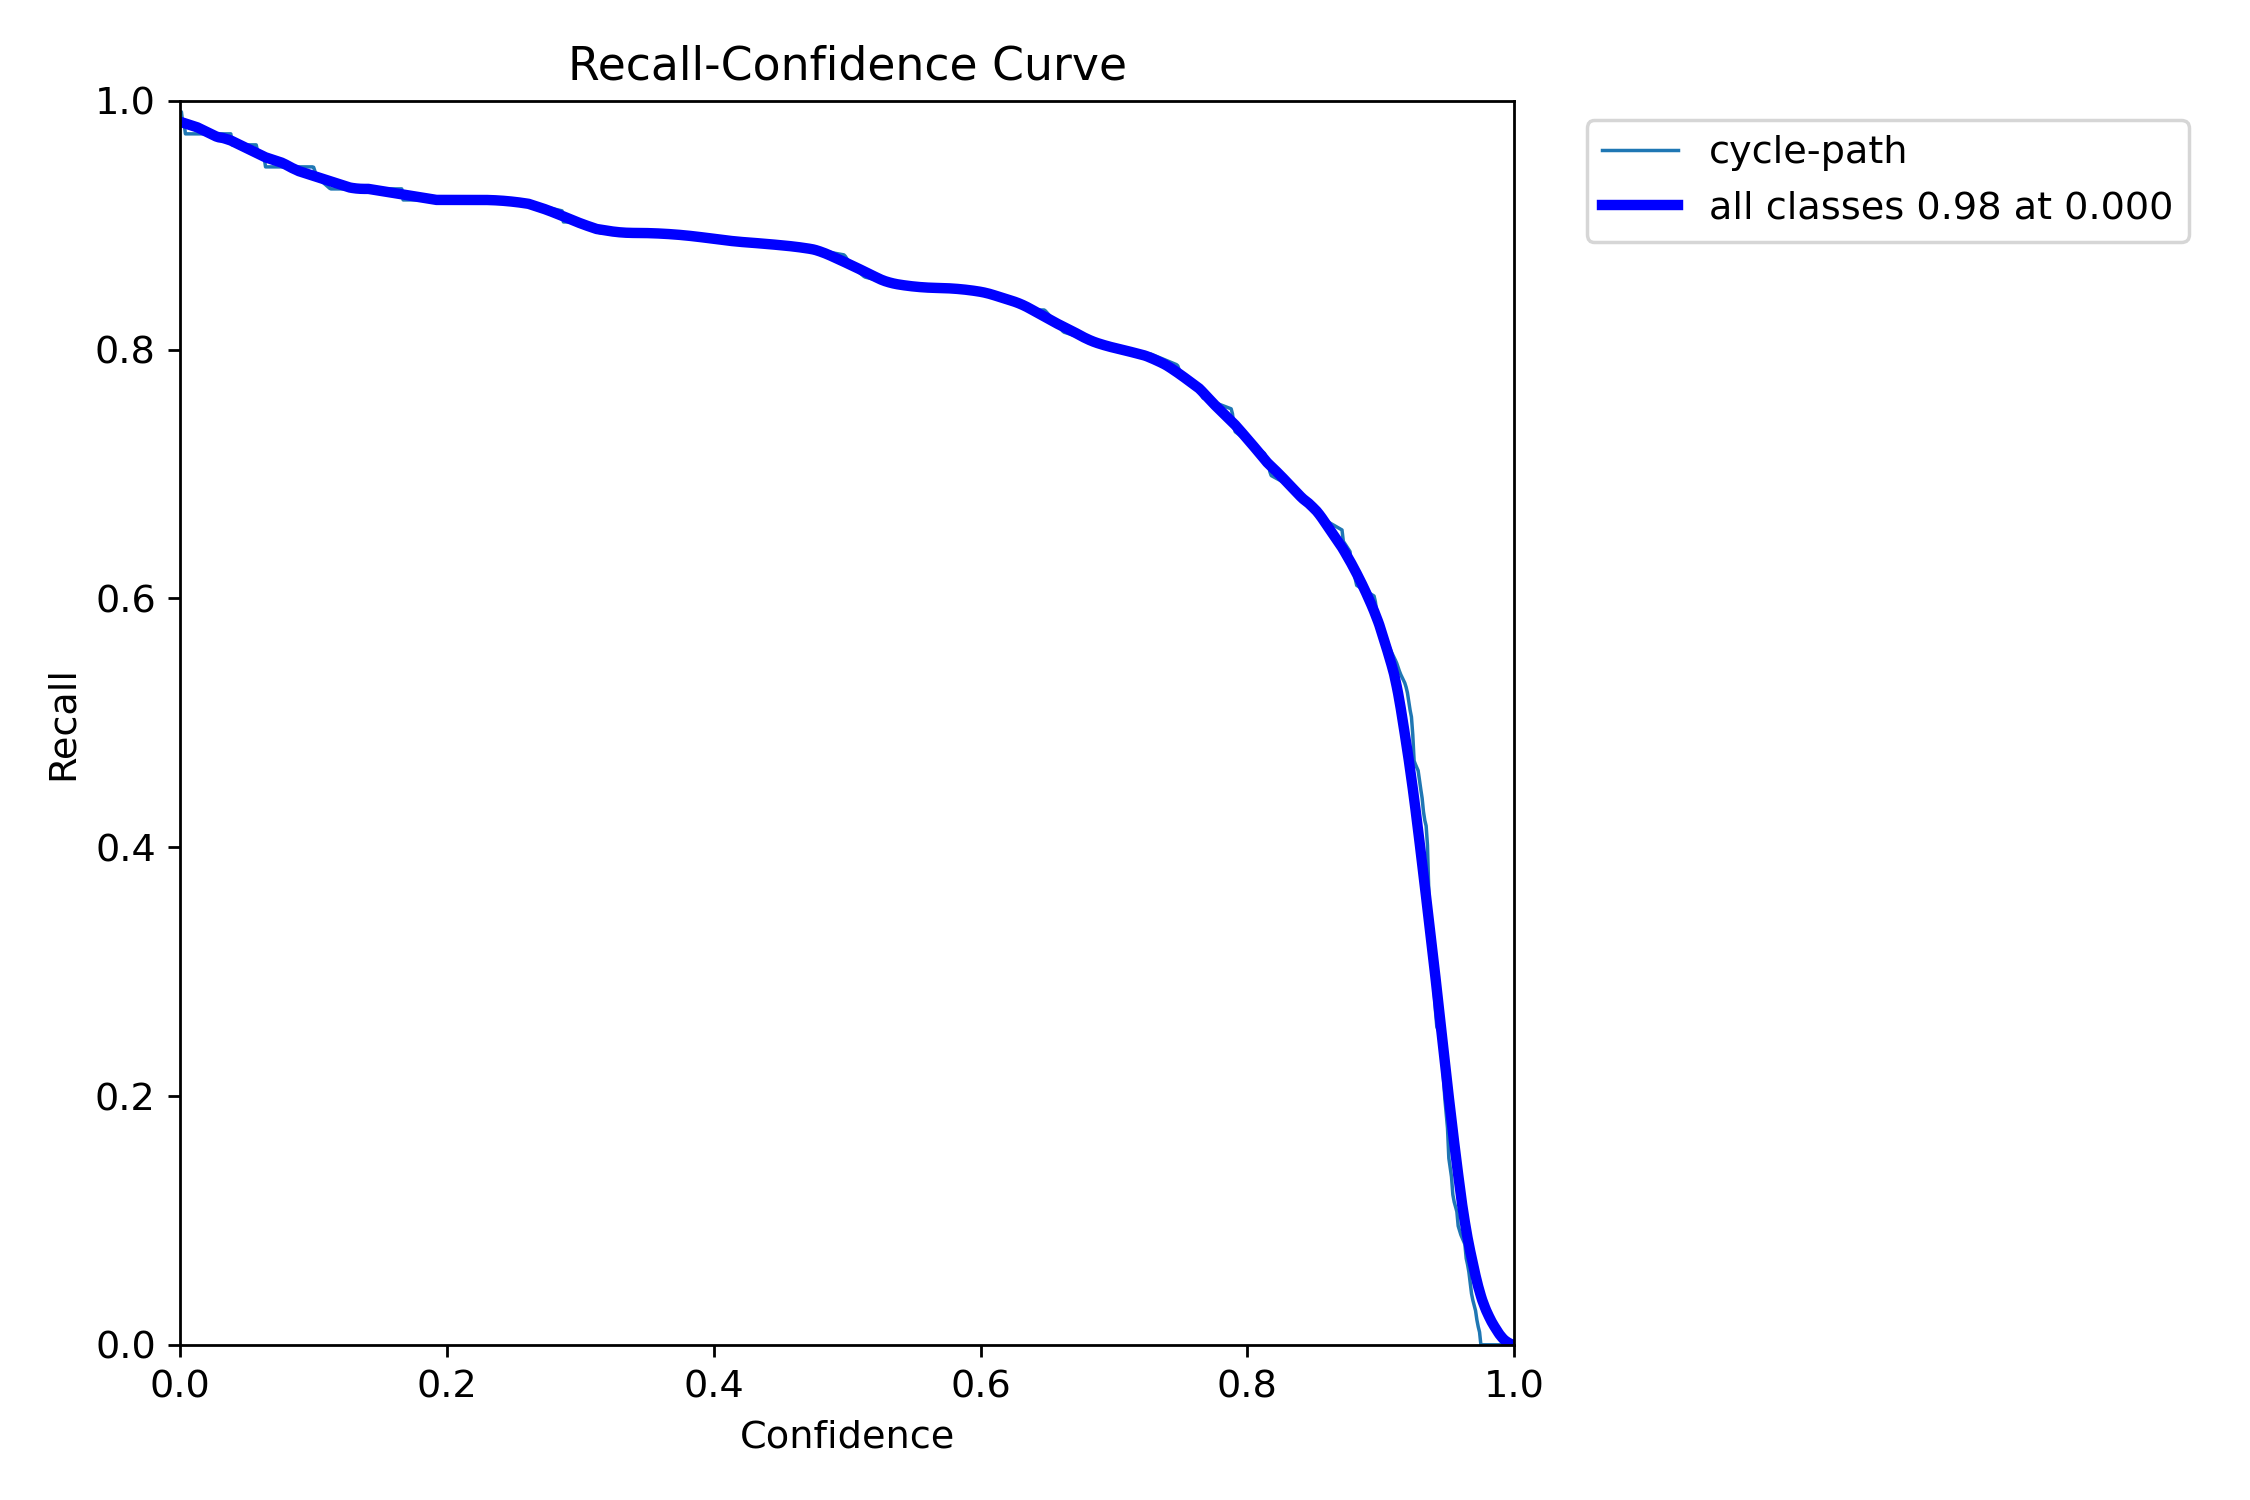 Recall-Confidence Curve
1.0
0.8
0.6
0.4
0.2
0.0
Recall
0.0 0.2 0.4 0.6 0.8 1.0
Confidence
cycle-path
all classes 0.98 at 0.000